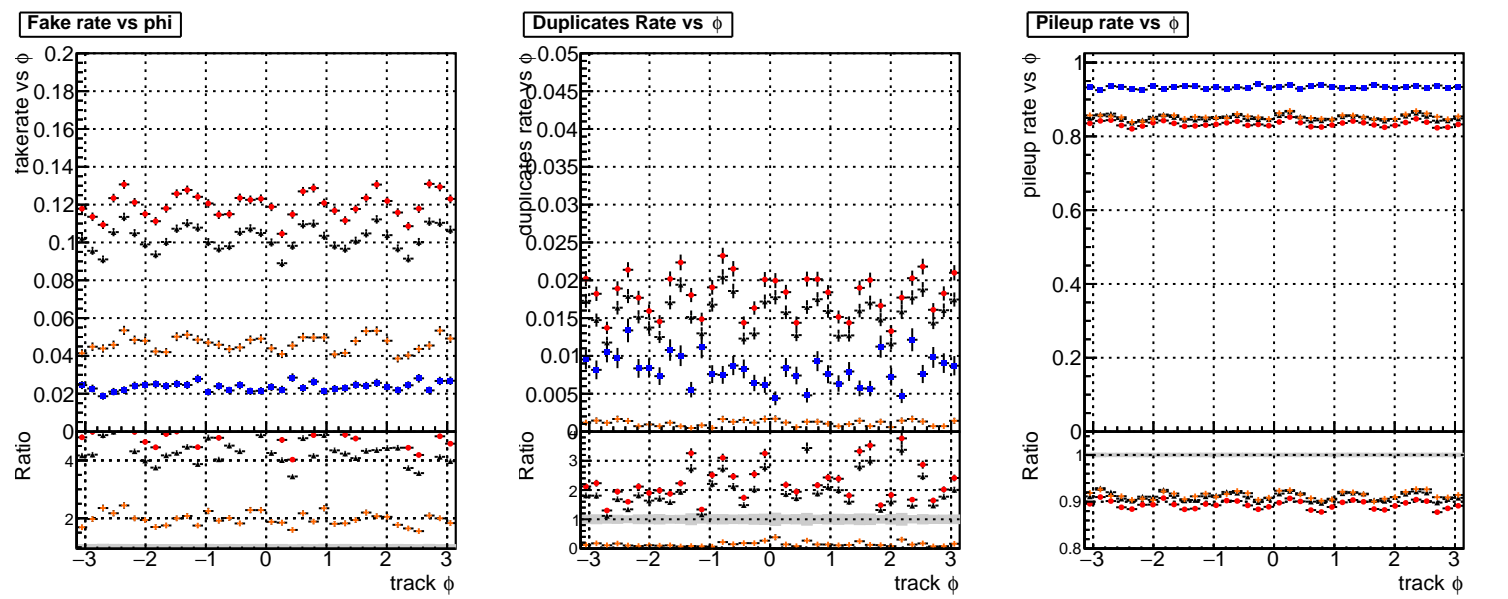 Fake rate vs phi
fakerate vs ϕ
0.2
0.18
0.16
0.14
0.12
0.1
0.08
0.06
0.04
0.02
0
Ratio
4
2
−3 −2 −1 0 1 2 3
track ϕ
Duplicates Rate vs ϕ
duplicates rate vs ϕ
0.05
0.045
0.04
0.035
0.03
0.025
0.02
0.015
0.01
0.005
0
Ratio
3
2
1
0
−3 −2 −1 0 1 2 3
track ϕ
Pileup rate vs ϕ
pileup rate vs ϕ
1
0.8
0.6
0.4
0.2
0
Ratio
1
0.9
0.8
−3 −2 −1 0 1 2 3
track ϕ